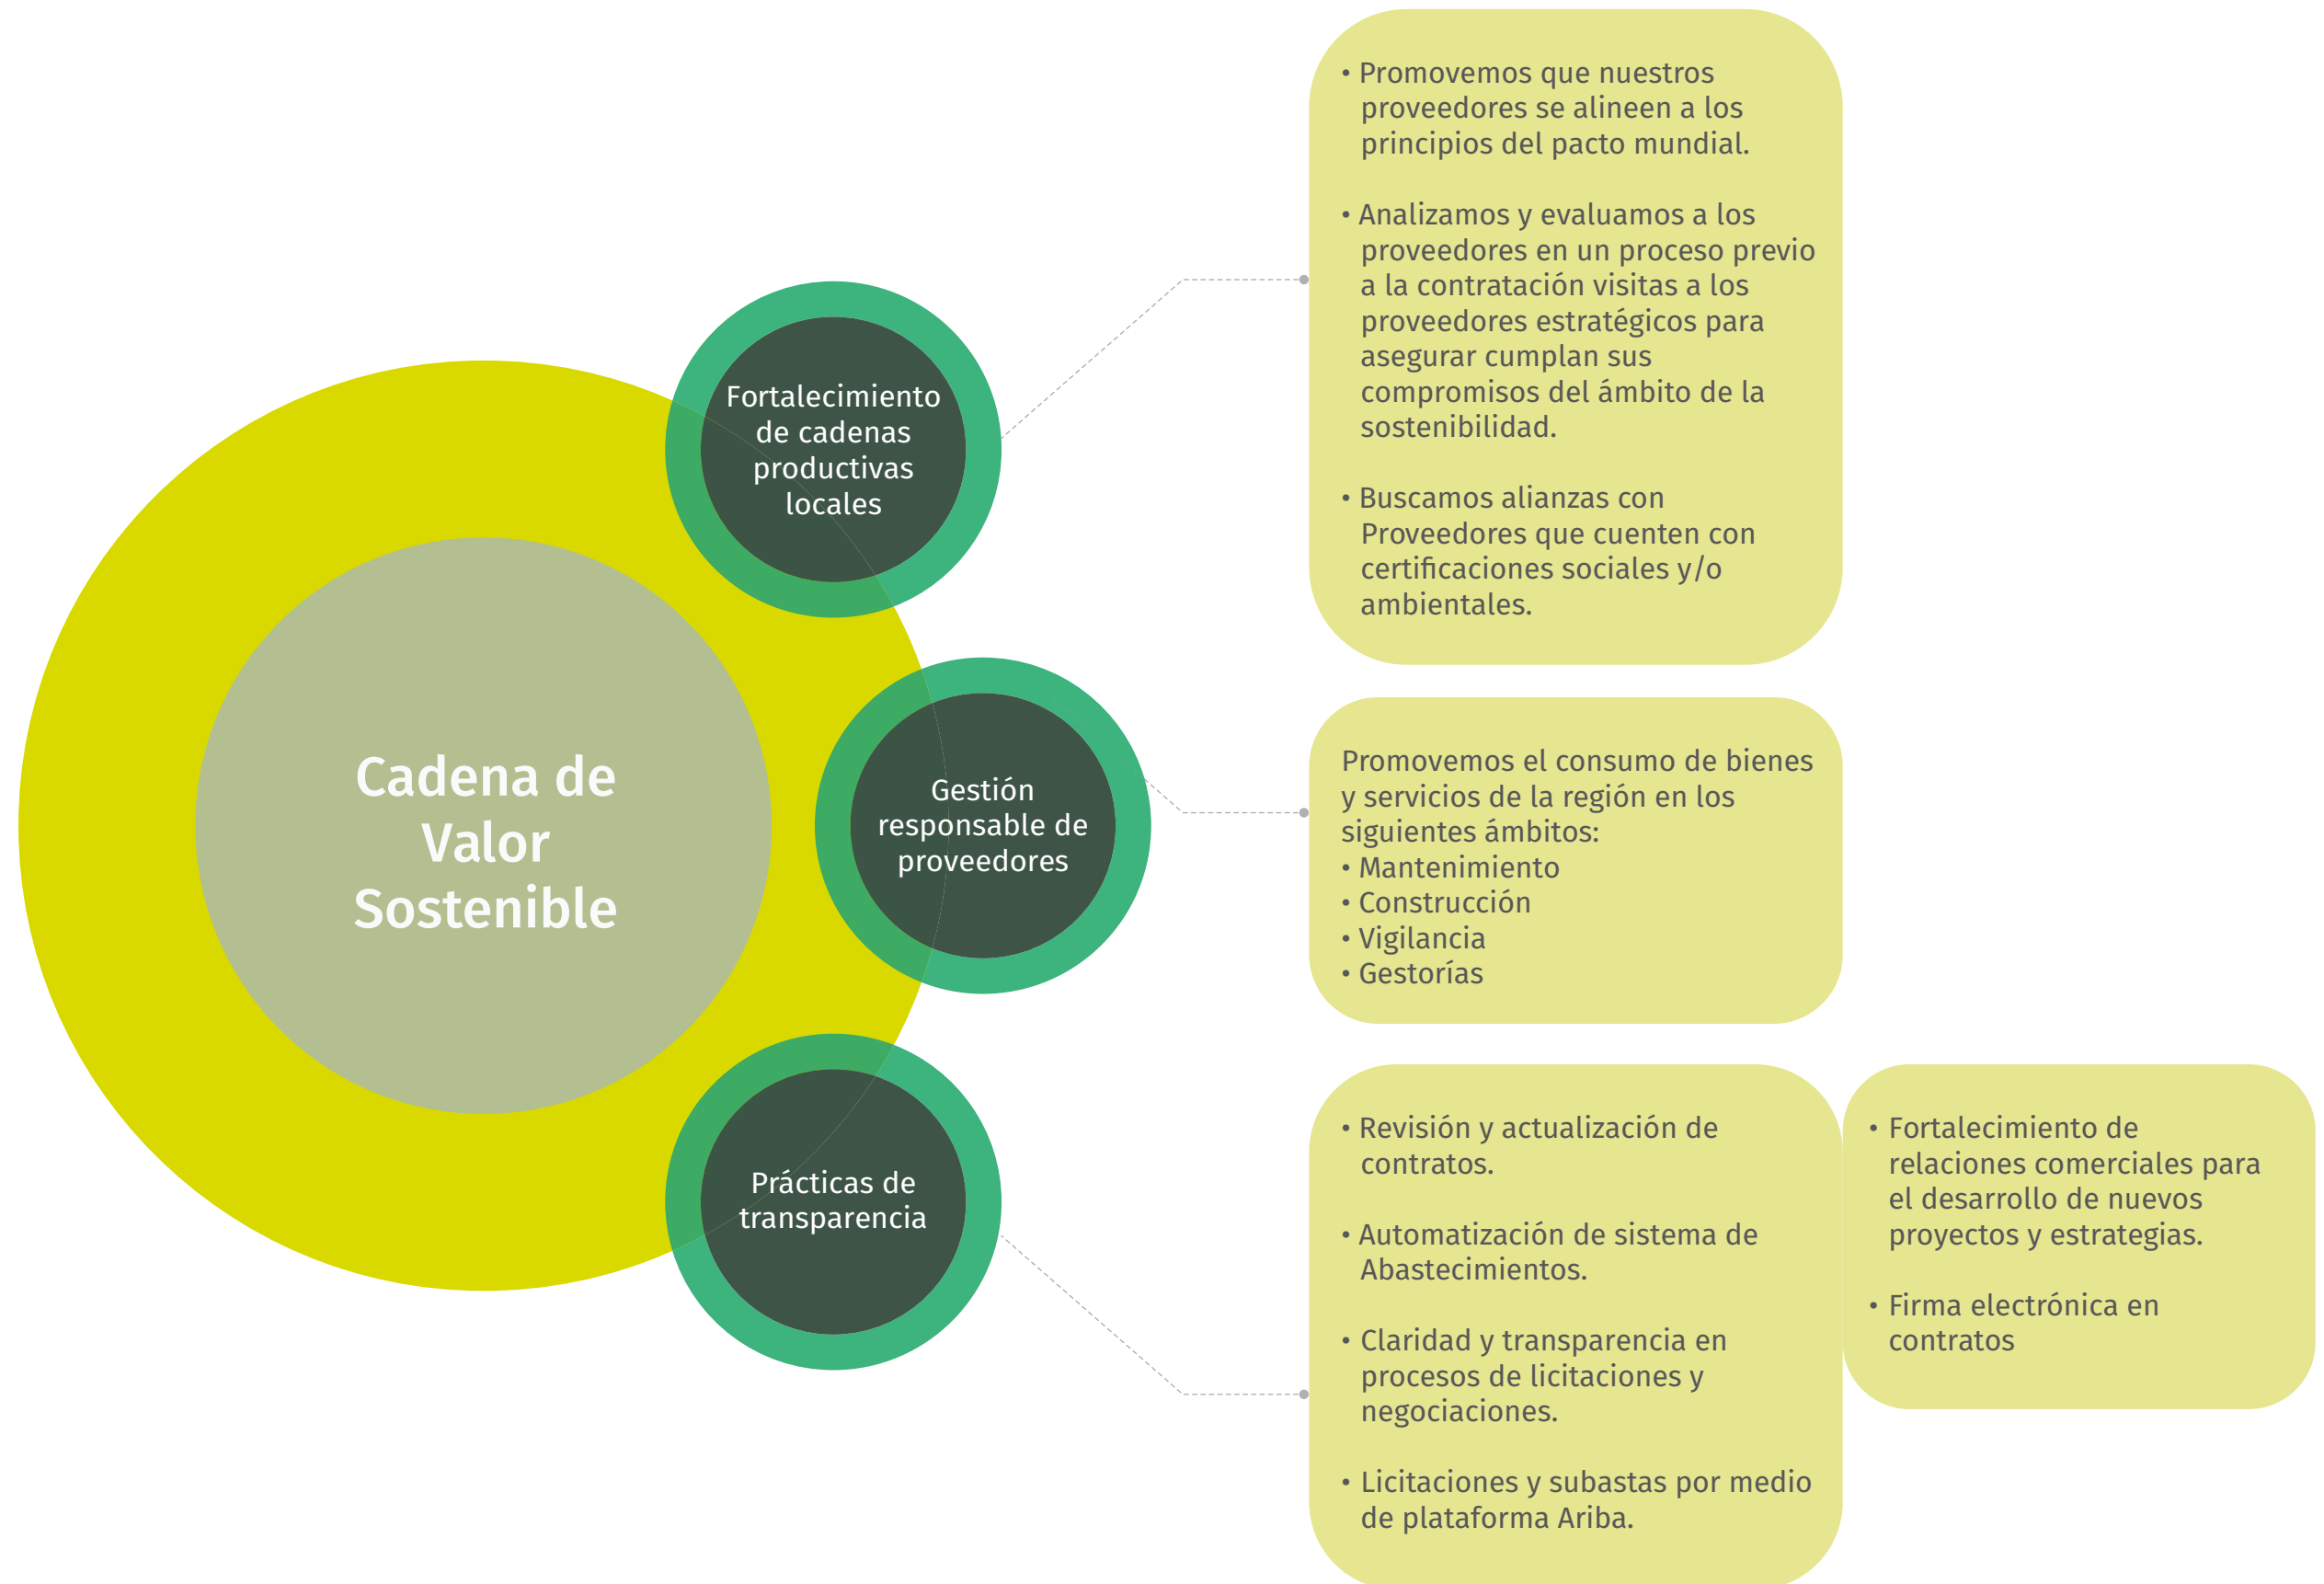 Cadena de
Valor
Sostenible
Fortalecimiento
de cadenas
productivas
locales
• Promovemos que nuestros
proveedores se alineen a los
principios del pacto mundial.
• Analizamos y evaluamos a los
proveedores en un proceso previo
a la contratación visitas a los
proveedores estratégicos para
asegurar cumplan sus
compromisos del ámbito de la
sostenibilidad.
• Buscamos alianzas con
Proveedores que cuenten con
certificaciones sociales y/o
ambientales.
Gestión
responsable de
proveedores
Promovemos el consumo de bienes
y servicios de la región en los
siguientes ámbitos:
• Mantenimiento
• Construcción
• Vigilancia
• Gestorías
Prácticas de
transparencia
• Revisión y actualización de
contratos.
• Automatización de sistema de
Abastecimientos.
• Claridad y transparencia en
procesos de licitaciones y
negociaciones.
• Licitaciones y subastas por medio
de plataforma Ariba.
• Fortalecimiento de
relaciones comerciales para
el desarrollo de nuevos
proyectos y estrategias.
• Firma electrónica en
contratos